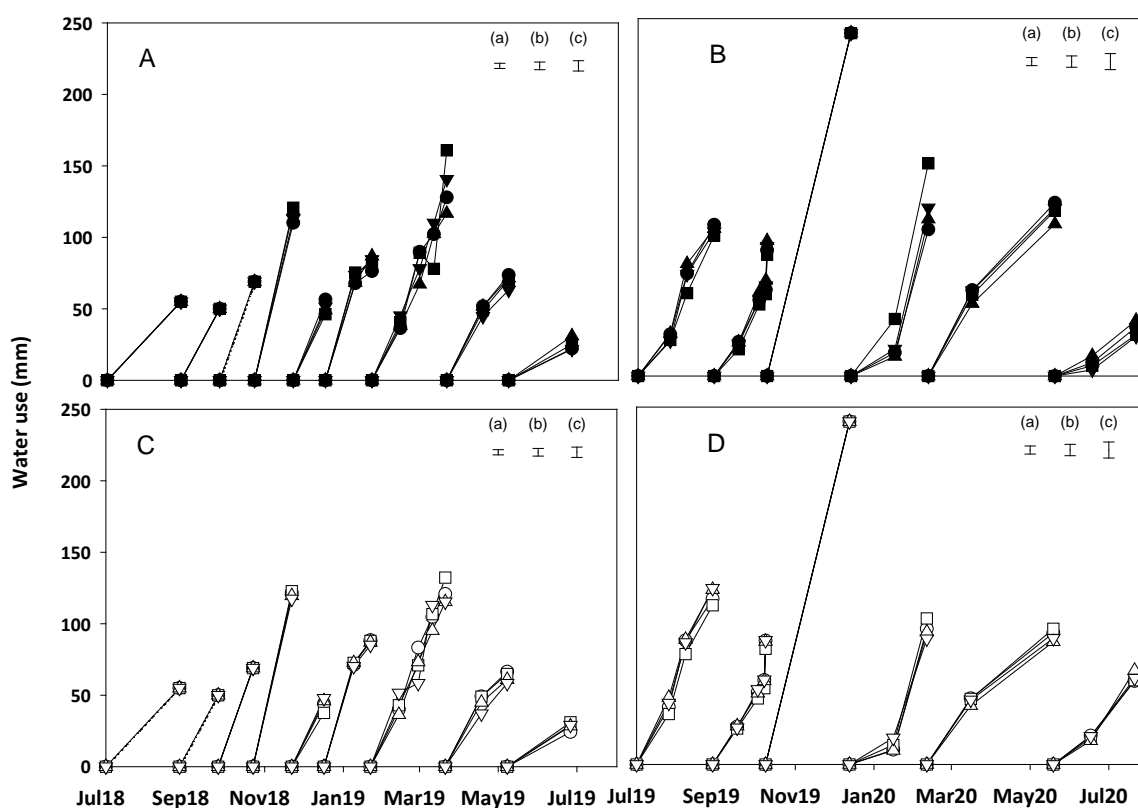 250
200
150
100
50
0
A
(a) (b) (c)
B
(a) (b) (c)
Water use (mm)
250
200
150
100
50
0
C
(a) (b) (c)
D
(a) (b) (c)
Jul18 Sep18 Nov18 Jan19 Mar19 May19 Jul19
Jul19 Sep19 Nov19 Jan20 Mar20 May20 Jul20